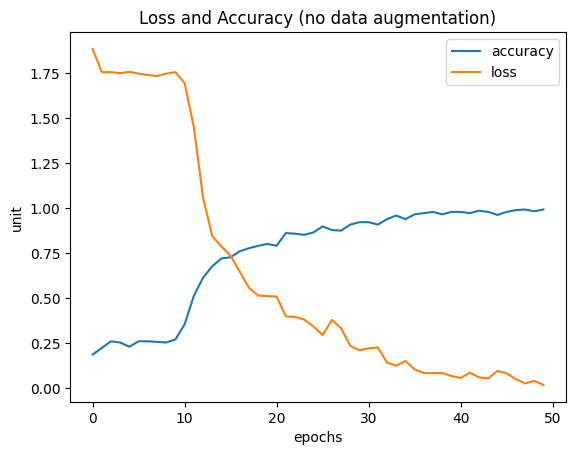 Loss and Accuracy (no data augmentation)
accuracy
loss
1.75
1.50
1.25
1.00
0.75
0.50
0.25
0.00
unit
0 10 20 30 40 50
epochs